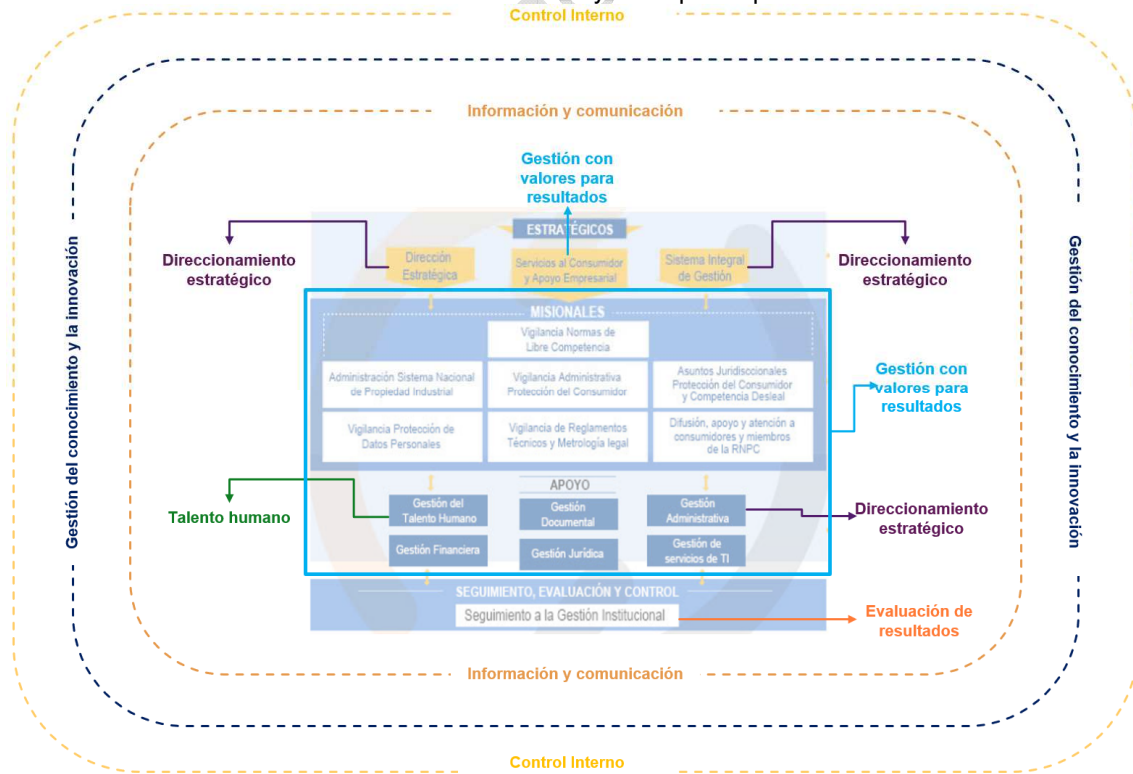 Control Interno
Información y comunicación
Gestión con
valores para
resultados
ESTRATÉGICOS
Direccionamiento
estratégico
Dirección
Estratégica
Servicios al Consumidor
y Apoyo Empresarial
Sistema Integral
de Gestión
Direccionamiento
estratégico
Gestión del conocimiento y la innovación
Gestión del conocimiento y la innovación
MISIONALES
Vigilancia Normas de
Libre Competencia
Administración Sistema Nacional
de Propiedad Industrial
Vigilancia Administrativa
Protección del Consumidor
Asuntos Jurisdiccionales
Protección del Consumidor
y Competencia Desleal
Gestión con
valores para
resultados
Vigilancia Protección de
Datos Personales
Vigilancia de Reglamentos
Técnicos y Metrología legal
Difusión, apoyo y atención a
consumidores y miembros
de la RNPC
APOYO
Talento humano
Gestión del
Talento Humano
Gestión
Documental
Gestión
Administrativa
Direccionamiento
estratégico
Gestión Financiera
Gestión Jurídica
Gestión de
servicios de TI
SEGUIMIENTO, EVALUACIÓN Y CONTROL
Seguimiento a la Gestión Institucional
Evaluación de
resultados
Información y comunicación
Control Interno